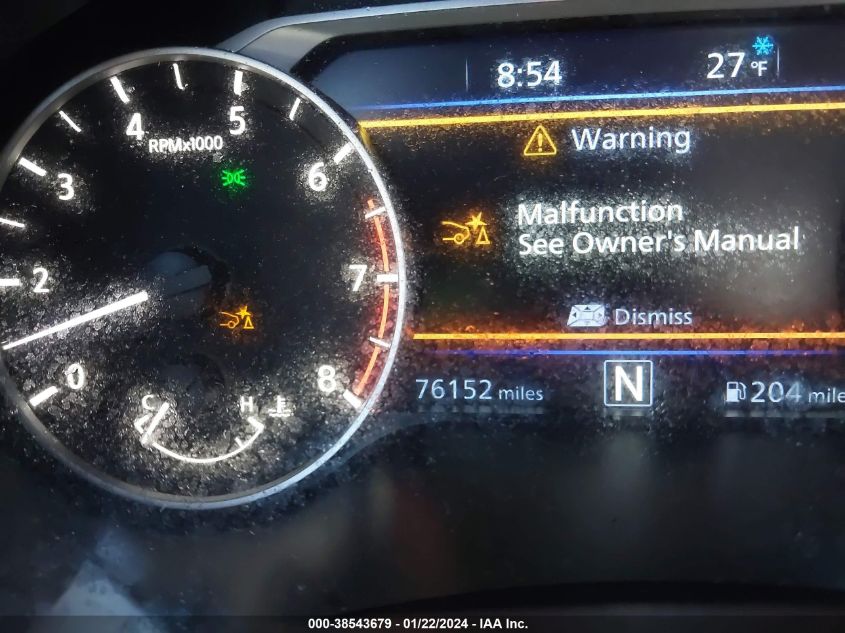 8:54
27°F
Warning
Malfunction
See Owner's Manual
Dismiss
76152 miles
N
204 mile
RPMx1000
0
2
3
4
5
6
7
8
C
H
000-38543679 - 01/22/2024 - IAA Inc.